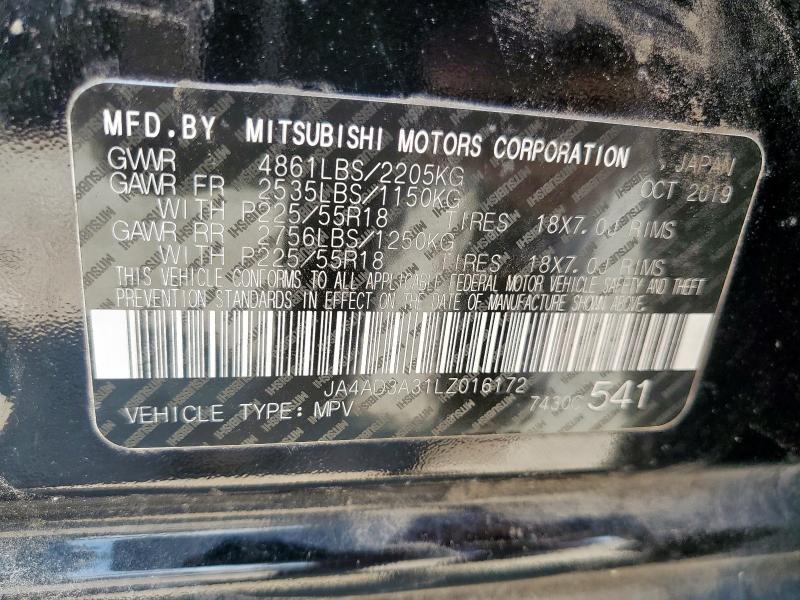 MFD.BY MITSUBISHI MOTORS CORPORATION JAPAN
GVWR 4861LBS/2205KG OCT 2019
GAWR FR 2535LBS/1150KG
WITH P225/55R18 TIRES 18X7.0J RIMS
GAWR RR 2756LBS/1250KG
WITH P225/55R18 TIRES 18X7.0J RIMS
THIS VEHICLE CONFORMS TO ALL APPLICABLE FEDERAL MOTOR VEHICLE SAFETY AND THEFT
PREVENTION STANDARDS IN EFFECT ON THE DATE OF MANUFACTURE SHOWN ABOVE.
JA4AD3A31LZ016172
VEHICLE TYPE: MPV 7430C 541